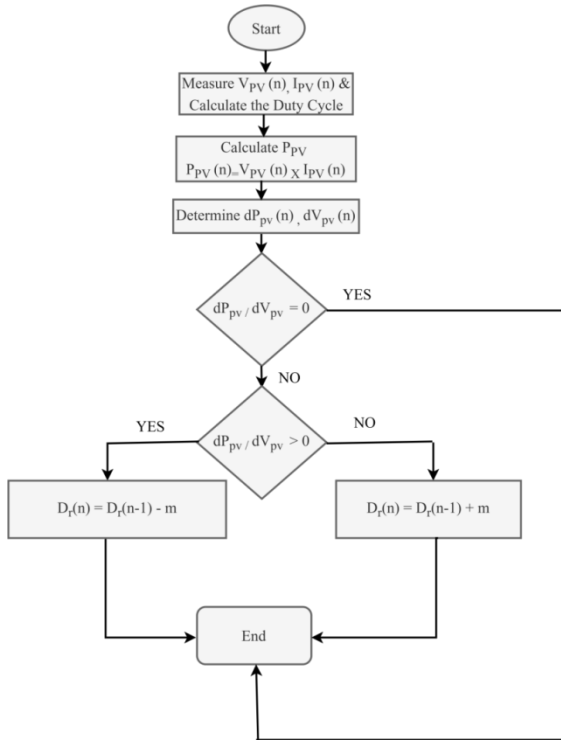 Start
Measure V_PV (n), I_PV (n) &
Calculate the Duty Cycle
Calculate P_PV
P_PV (n)=V_PV (n) X I_PV (n)
Determine dP_pv (n) , dV_pv (n)
dP_pv / dV_pv = 0
YES
NO
dP_pv / dV_pv > 0
YES
NO
D_r(n) = D_r(n-1) - m
D_r(n) = D_r(n-1) + m
End